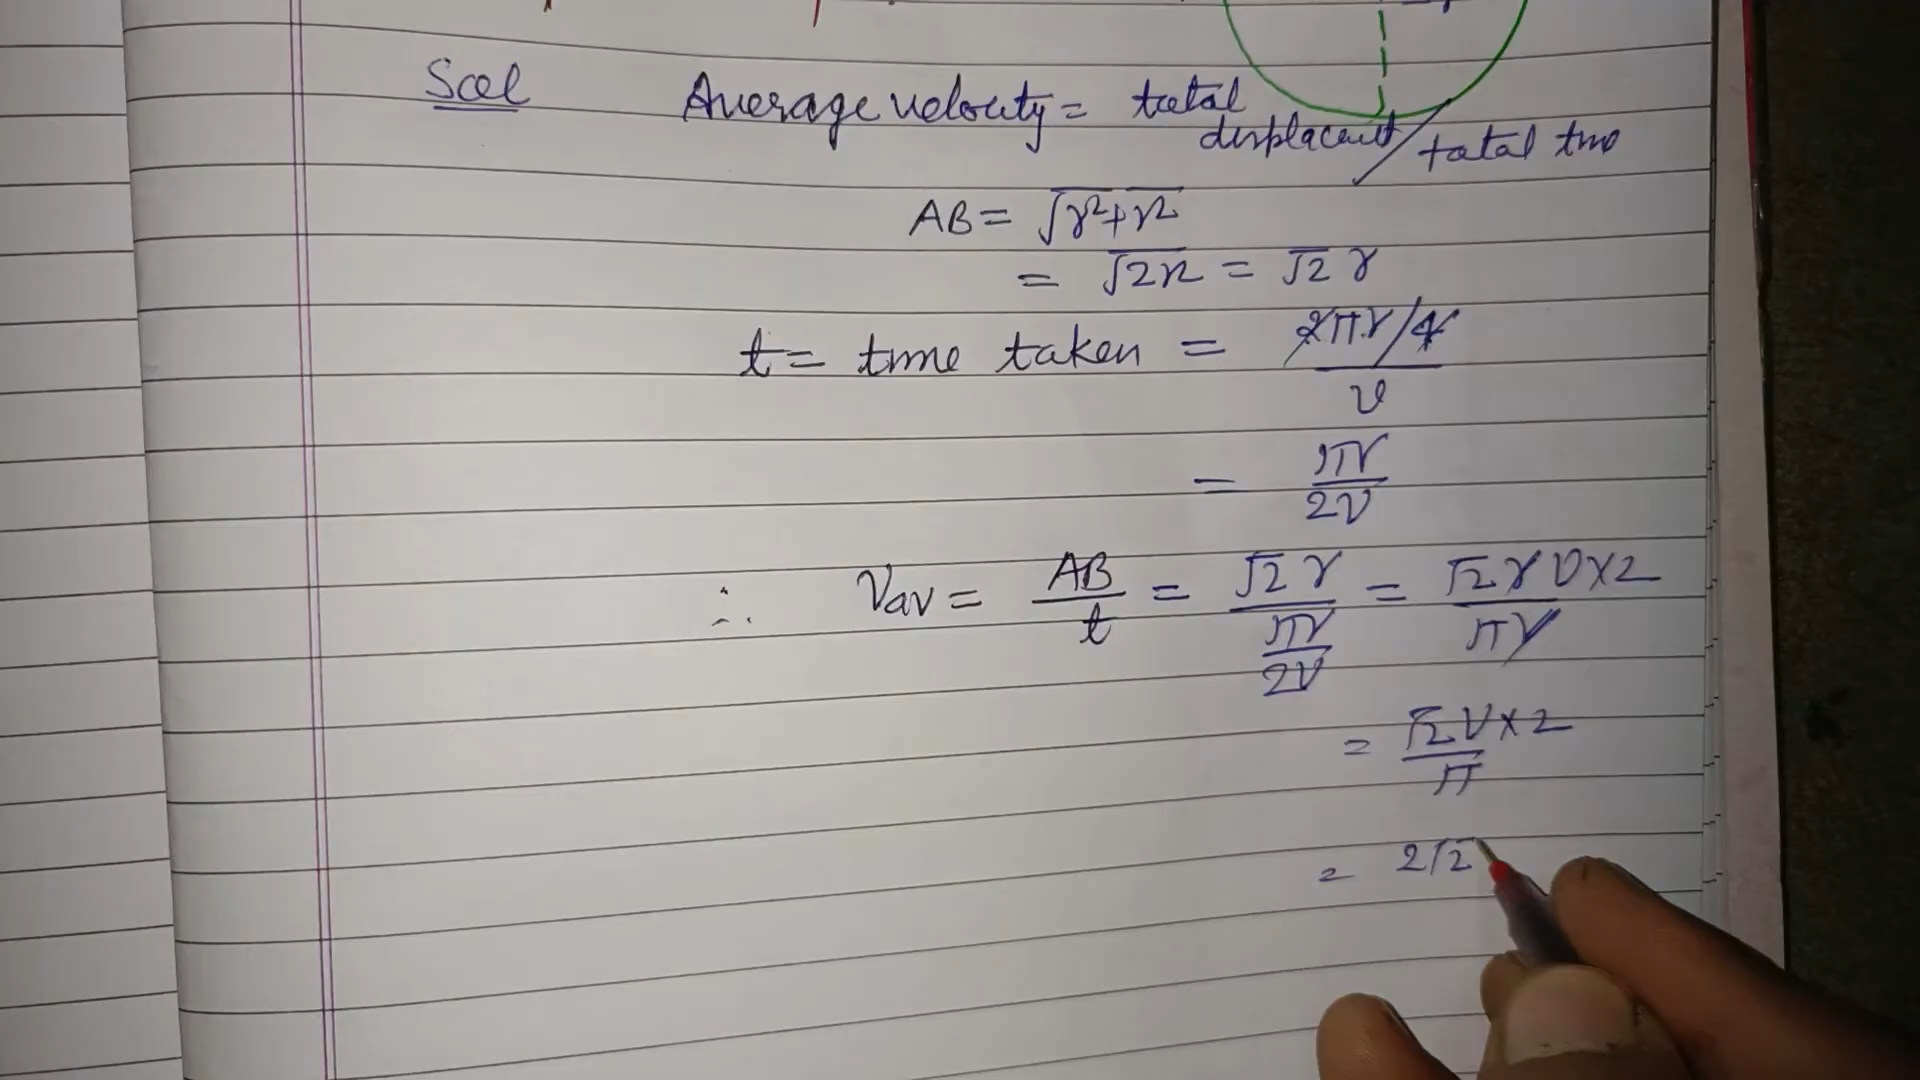 Sol Average velocity = total
displacemt / total time
AB = √r²+r²
= √2r² = √2 r
t = time taken = 2πr/4 / v
= πr / 2v
∴ Vav = AB / t = √2 r / πr / 2v = √2 r v x 2 / πr
= √2 v x 2 / π
= 2√2